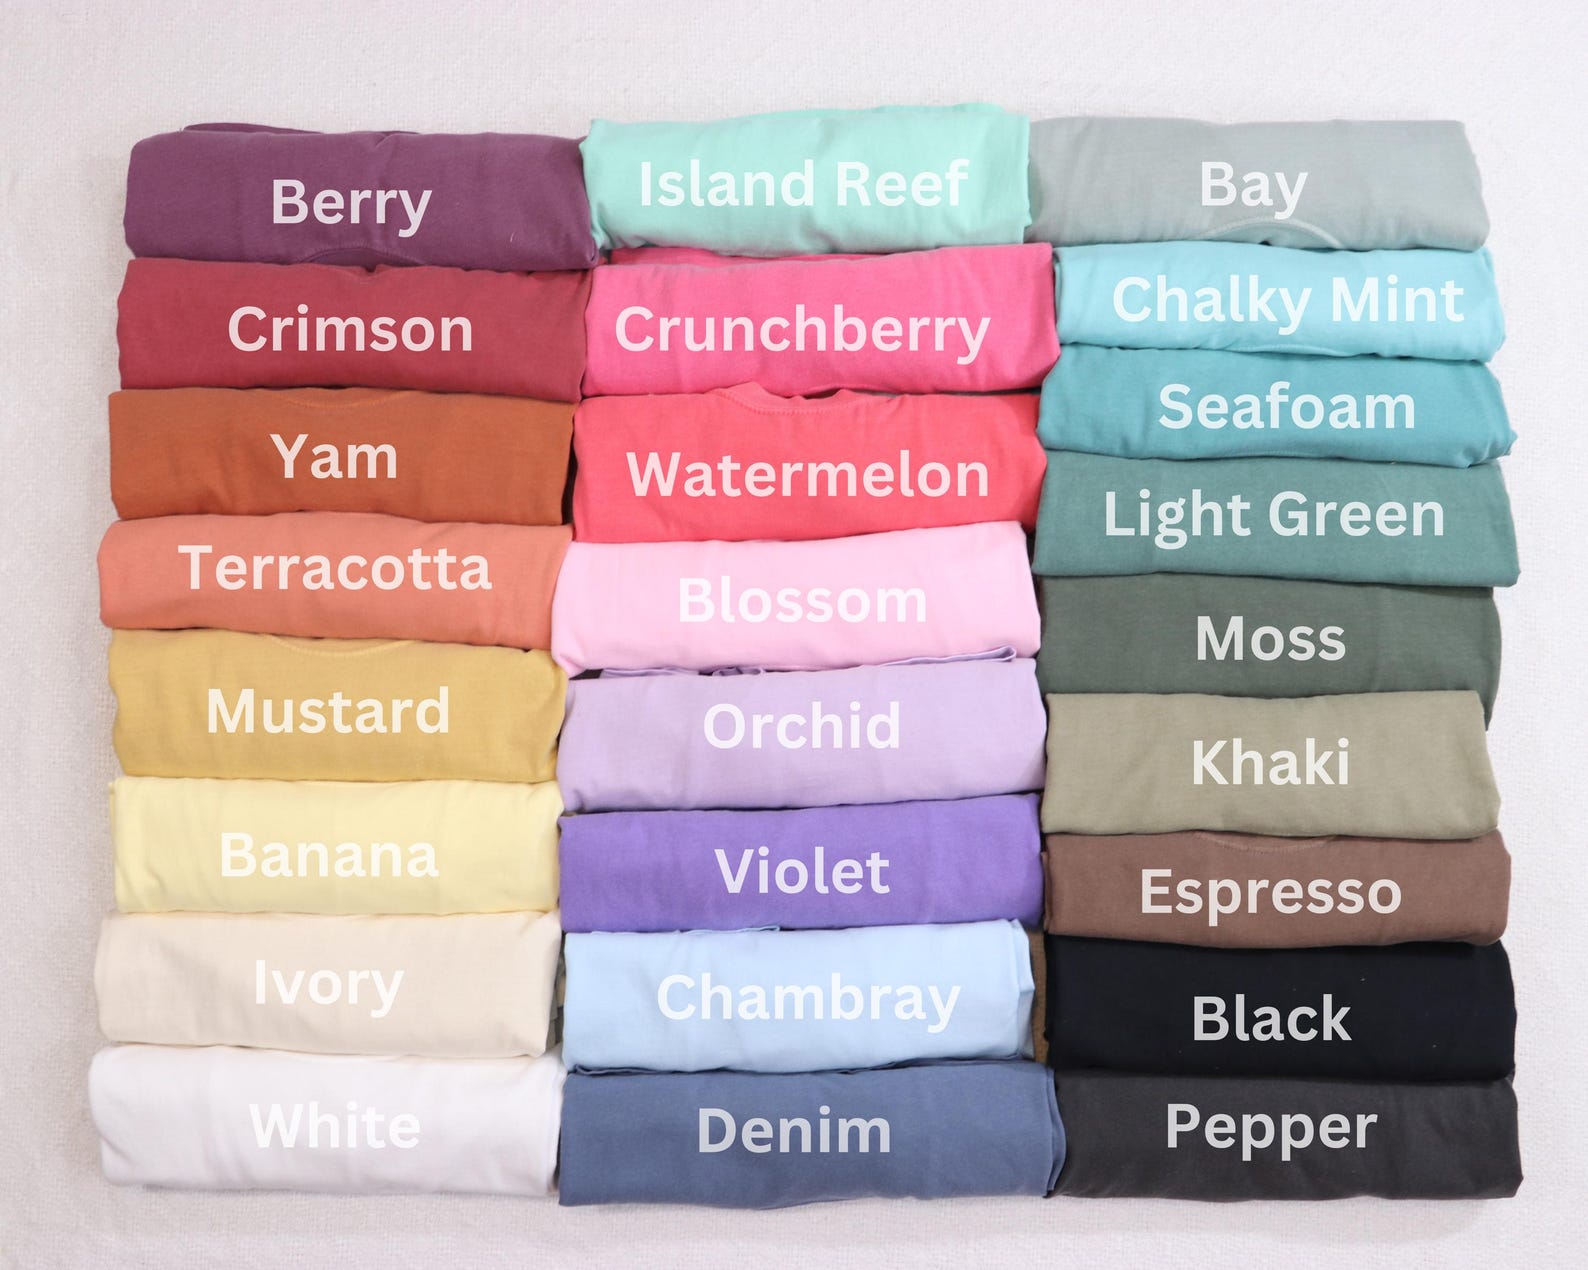 Berry
Crimson
Yam
Terracotta
Mustard
Banana
Ivory
White
Island Reef
Crunchberry
Watermelon
Blossom
Orchid
Violet
Chambray
Denim
Bay
Chalky Mint
Seafoam
Light Green
Moss
Khaki
Espresso
Black
Pepper